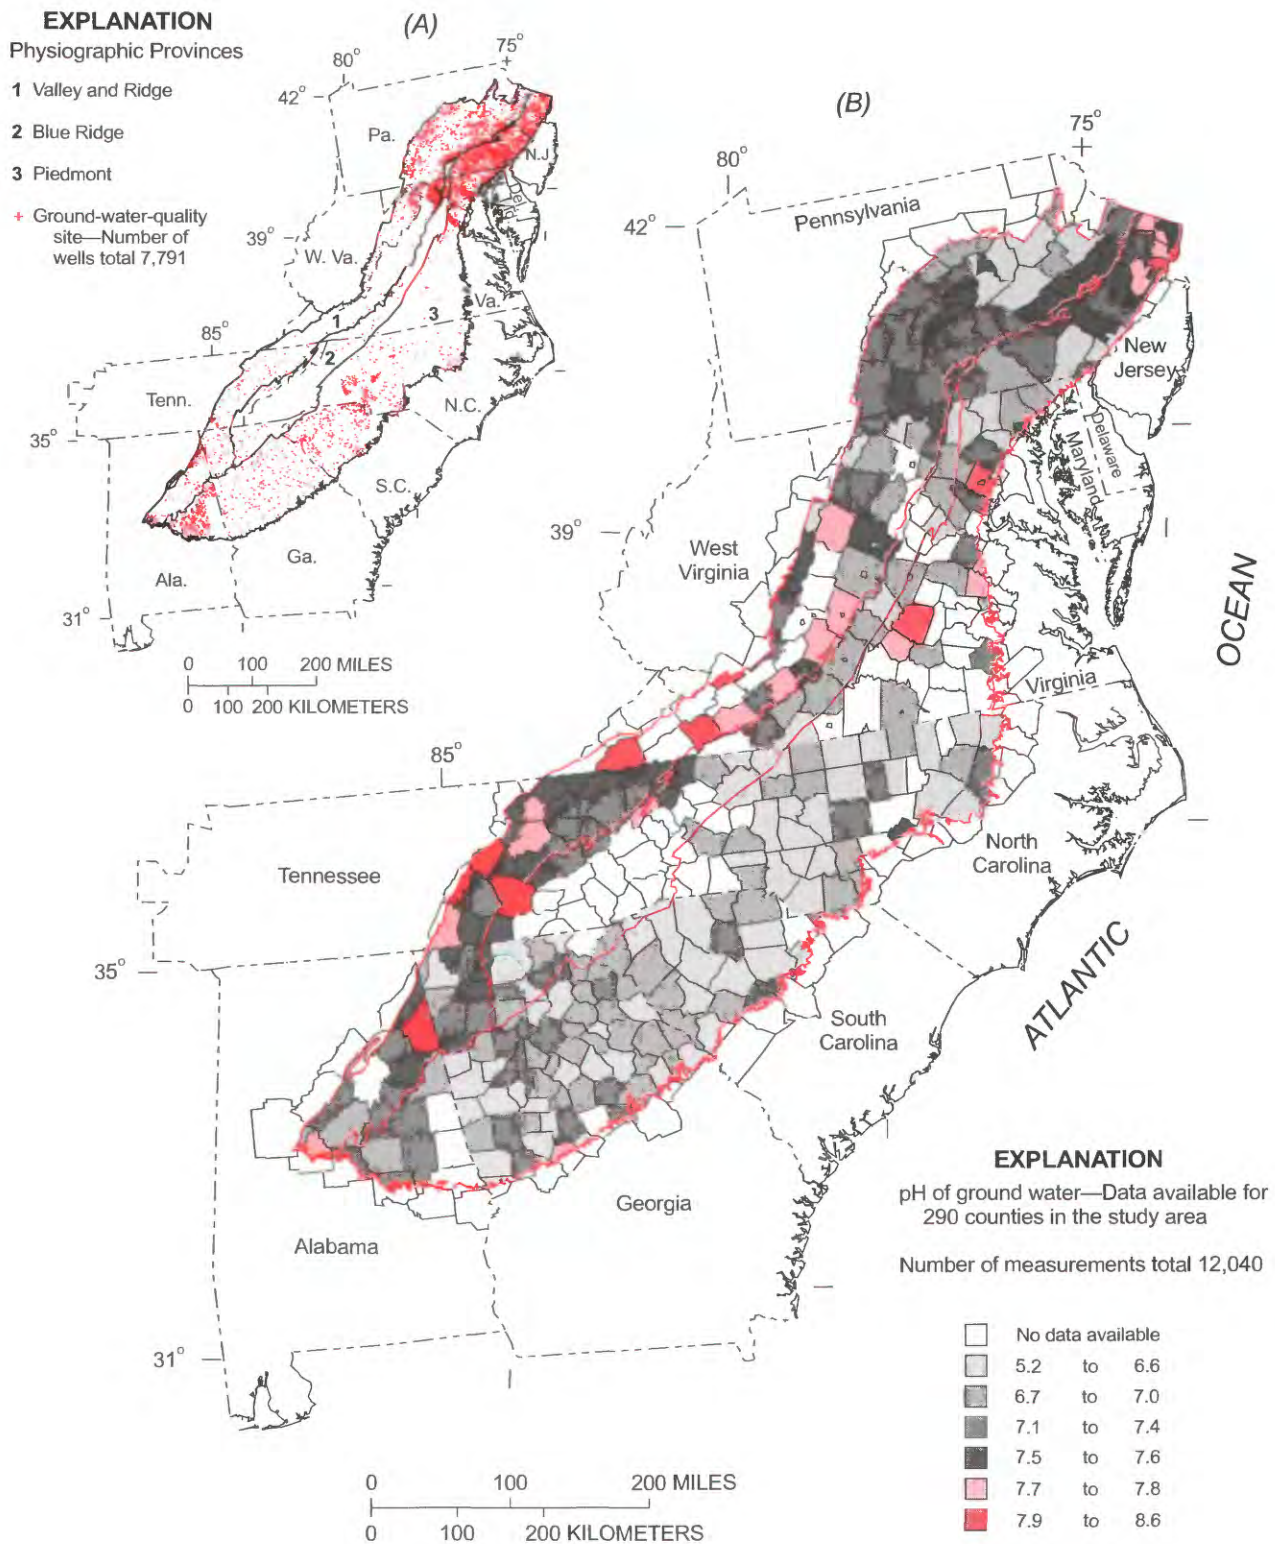 EXPLANATION
Physiographic Provinces
1 Valley and Ridge
2 Blue Ridge
3 Piedmont
+ Ground-water-quality
site—Number of
wells total 7,791
(A)
80°
75°
42°
Pa.
N.J
Del.
39°
W. Va.
Va.
85°
1
2
3
Tenn.
N.C.
35°
S.C.
Ga.
Ala.
31°
0 100 200 MILES
0 100 200 KILOMETERS
(B)
75°
80°
42°
Pennsylvania
New
Jersey
Delaware
Maryland
39°
West
Virginia
OCEAN
Virginia
85°
North
Carolina
Tennessee
35°
ATLANTIC
South
Carolina
Georgia
Alabama
31°
0 100 200 MILES
0 100 200 KILOMETERS
EXPLANATION
pH of ground water—Data available for
290 counties in the study area
Number of measurements total 12,040
No data available
5.2 to 6.6
6.7 to 7.0
7.1 to 7.4
7.5 to 7.6
7.7 to 7.8
7.9 to 8.6